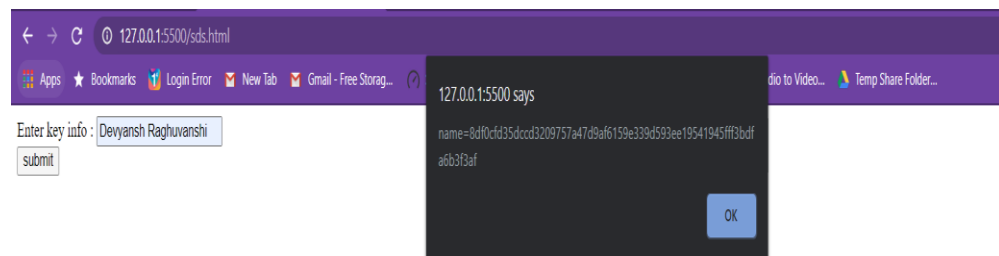 127.0.0.1:5500/sds.html
Apps Bookmarks Login Error New Tab Gmail - Free Storag... dio to Video... Temp Share Folder...
127.0.0.1:5500 says
name=8df0cfd35dccd3209757a47d9af6159e339d593ee19541945fff3bdf
a6b3f3af
OK
Enter key info : Devyansh Raghuvanshi
submit